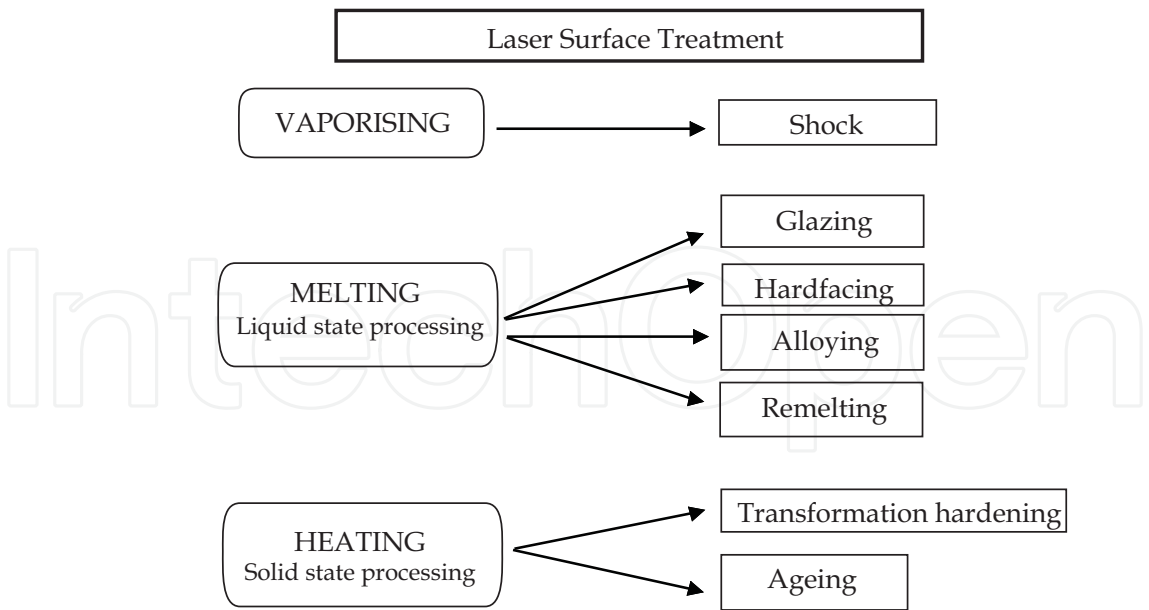 Laser Surface Treatment
VAPORISING
Shock
MELTING
Liquid state processing
Glazing
Hardfacing
Alloying
Remelting
HEATING
Solid state processing
Transformation hardening
Ageing
IntechOpen